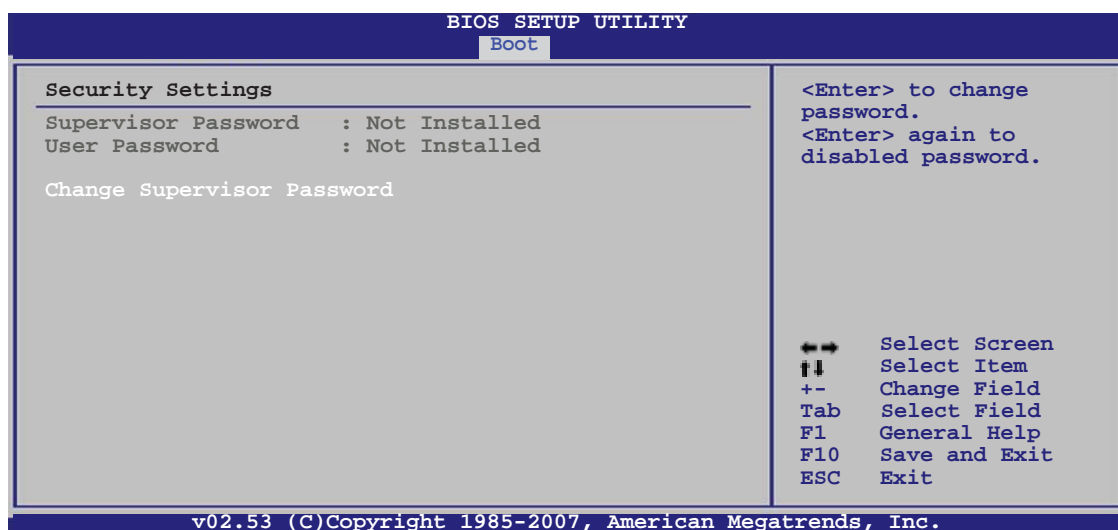 BIOS SETUP UTILITY
Boot
Security Settings
Supervisor Password : Not Installed
User Password : Not Installed
Change Supervisor Password
<Enter> to change
password.
<Enter> again to
disabled password.
←→ Select Screen
↑↓ Select Item
+- Change Field
Tab Select Field
F1 General Help
F10 Save and Exit
ESC Exit
v02.53 (C)Copyright 1985-2007, American Megatrends, Inc.